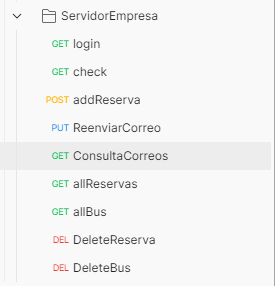 ServidorEmpresa
GET login
GET check
POST addReserva
PUT ReenviarCorreo
GET ConsultaCorreos
GET allReservas
GET allBus
DEL DeleteReserva
DEL DeleteBus